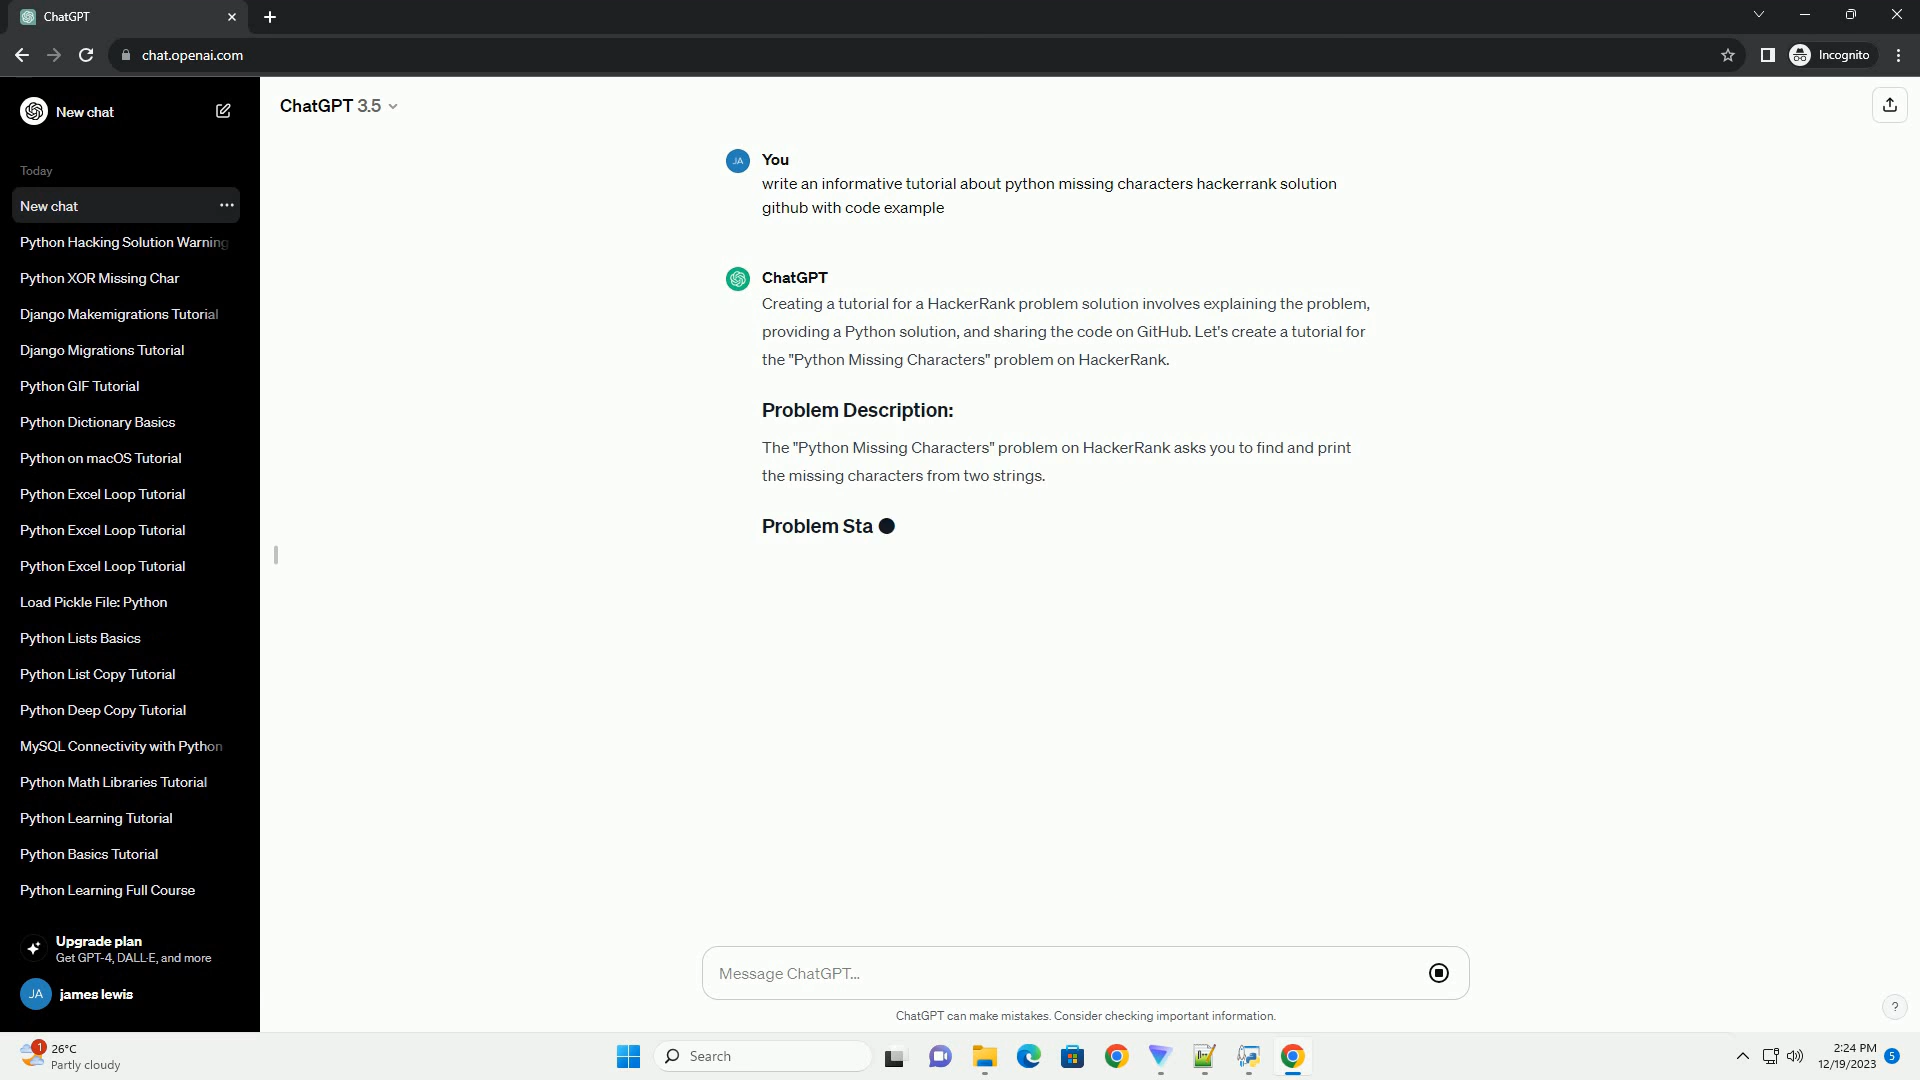 ChatGPT
chat.openai.com
Incognito
New chat
Today
New chat
Python Hacking Solution Warning
Python XOR Missing Char
Django Makemigrations Tutorial
Django Migrations Tutorial
Python GIF Tutorial
Python Dictionary Basics
Python on macOS Tutorial
Python Excel Loop Tutorial
Python Excel Loop Tutorial
Python Excel Loop Tutorial
Load Pickle File: Python
Python Lists Basics
Python List Copy Tutorial
Python Deep Copy Tutorial
MySQL Connectivity with Python
Python Math Libraries Tutorial
Python Learning Tutorial
Python Basics Tutorial
Python Learning Full Course
Upgrade plan
Get GPT-4, DALL·E, and more
JA
james lewis
ChatGPT 3.5
JA
You
write an informative tutorial about python missing characters hackerrank solution
github with code example
ChatGPT
Creating a tutorial for a HackerRank problem solution involves explaining the problem,
providing a Python solution, and sharing the code on GitHub. Let's create a tutorial for
the "Python Missing Characters" problem on HackerRank.
Problem Description:
The "Python Missing Characters" problem on HackerRank asks you to find and print
the missing characters from two strings.
Problem Sta
Message ChatGPT...
ChatGPT can make mistakes. Consider checking important information.
?
1
26°C
Partly cloudy
Search
2:24 PM
12/19/2023
5